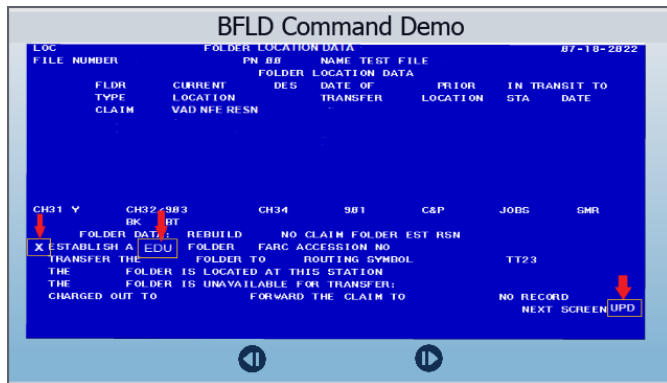 BFLD Command Demo
LOC FOLDER LOCATION DATA 07-18-2022
FILE NUMBER PN 00 NAME TEST FILE
FOLDER LOCATION DATA
FLDR CURRENT DES DATE OF PRIOR IN TRANSIT TO
TYPE LOCATION TRANSFER LOCATION STA DATE
CLAIM VAD NFE RESN
CH31 Y CH32/903 CH34 901 C&P JOBS SMR
BK BT
FOLDER DATA: REBUILD NO CLAIM FOLDER EST RSN
X ESTABLISH A EDU FOLDER FARC ACCESSION NO
TRANSFER THE FOLDER TO ROUTING SYMBOL TT23
THE FOLDER IS LOCATED AT THIS STATION
THE FOLDER IS UNAVAILABLE FOR TRANSFER:
CHARGED OUT TO FORWARD THE CLAIM TO NO RECORD
NEXT SCREEN UPD